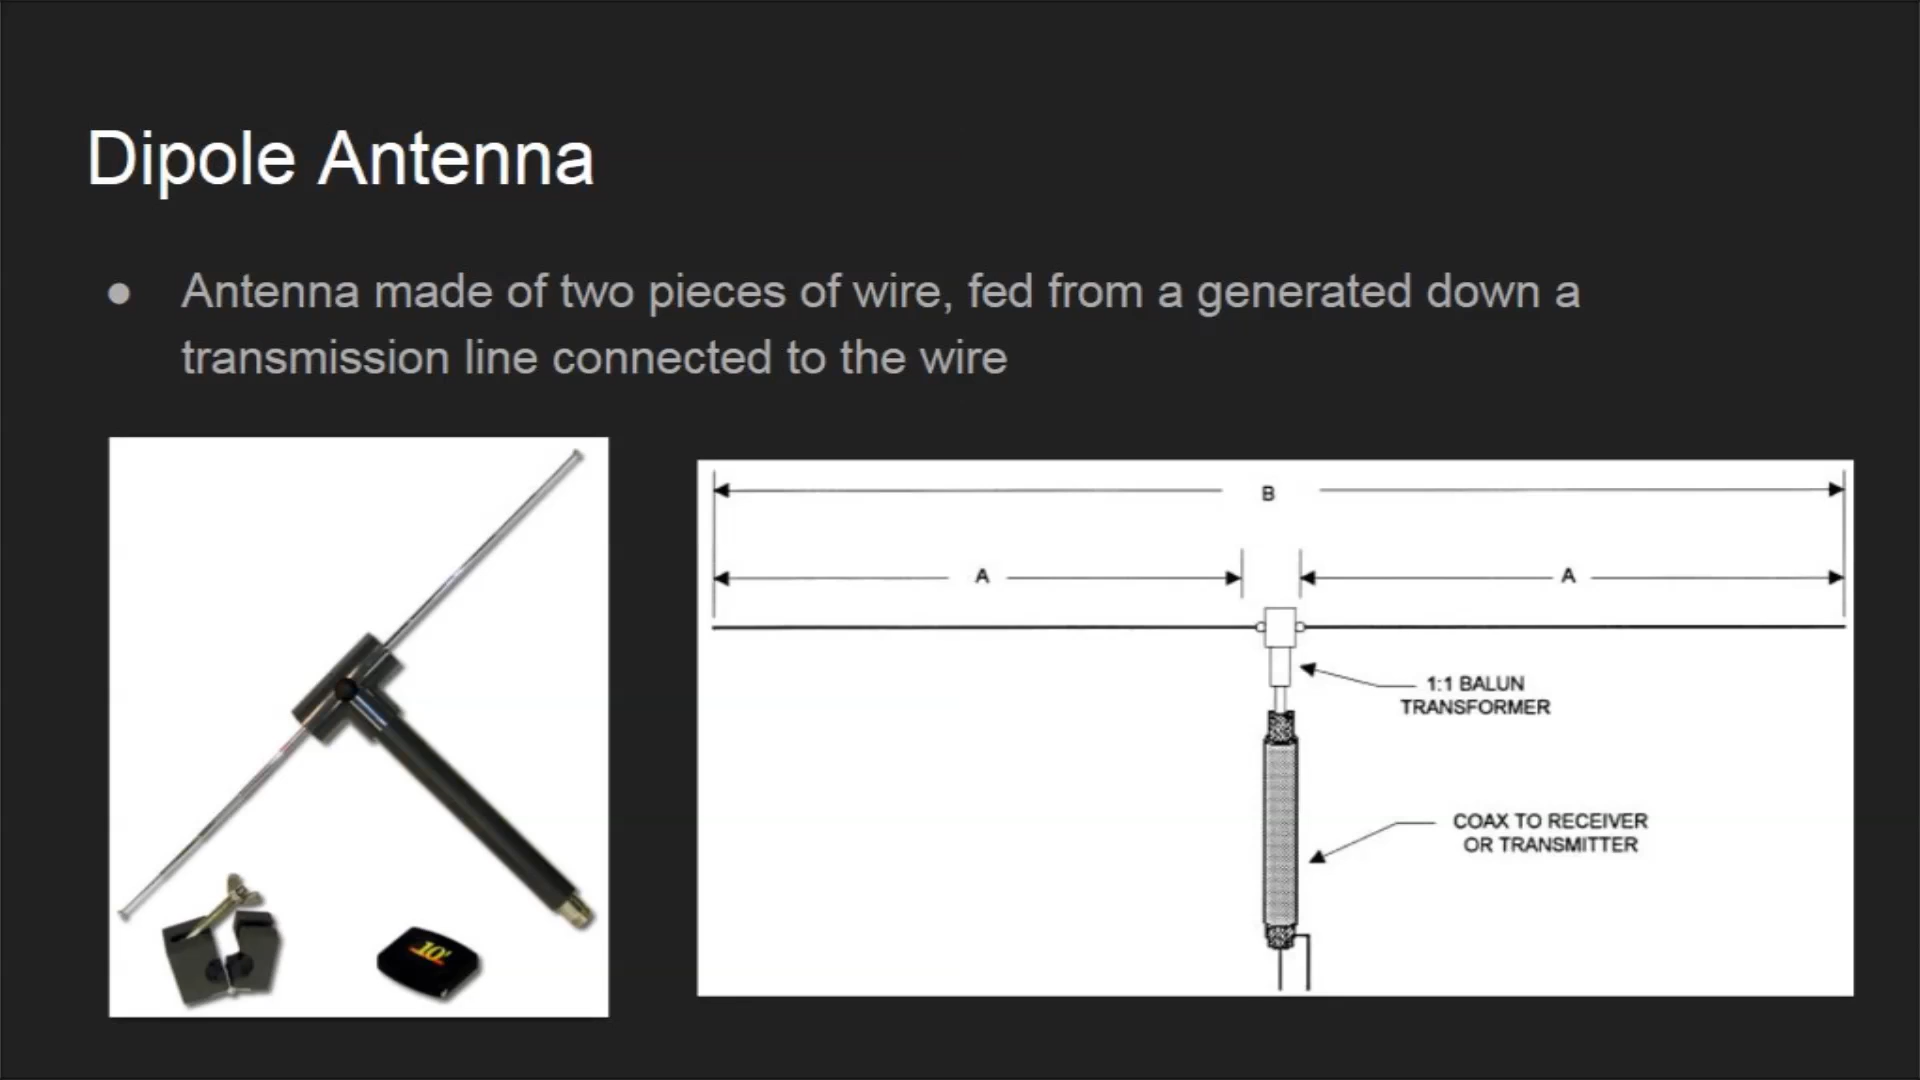 Dipole Antenna
● Antenna made of two pieces of wire, fed from a generated down a
transmission line connected to the wire
B
A
A
1:1 BALUN
TRANSFORMER
COAX TO RECEIVER
OR TRANSMITTER
10'